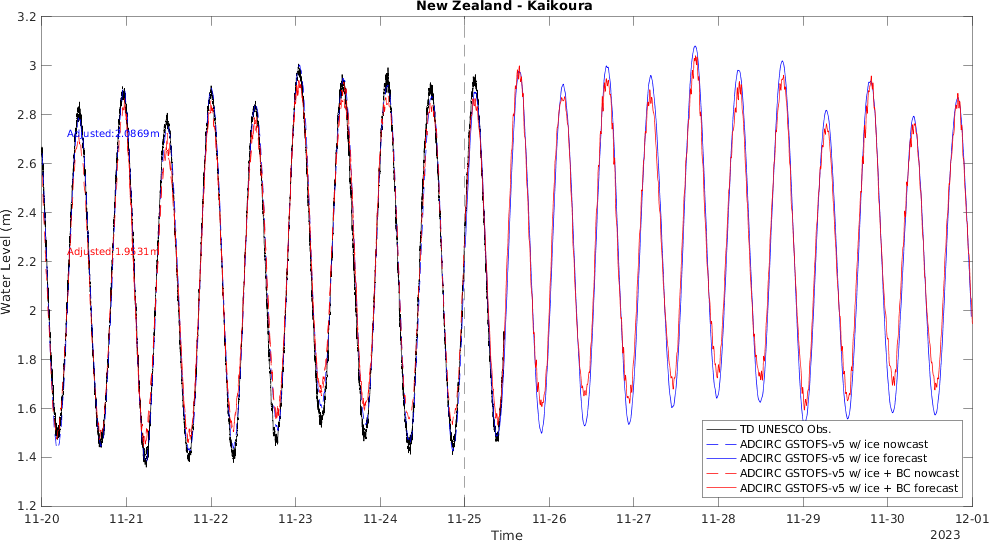 New Zealand - Kaikoura
3.2
3
2.8
2.6
2.4
2.2
2
1.8
1.6
1.4
1.2
Water Level (m)
Adjusted:2.0869m
Adjusted:1.9531m
TD UNESCO Obs.
ADCIRC GSTOFS-v5 w/ ice nowcast
ADCIRC GSTOFS-v5 w/ ice forecast
ADCIRC GSTOFS-v5 w/ ice + BC nowcast
ADCIRC GSTOFS-v5 w/ ice + BC forecast
11-20 11-21 11-22 11-23 11-24 11-25 11-26 11-27 11-28 11-29 11-30 12-01
Time
2023